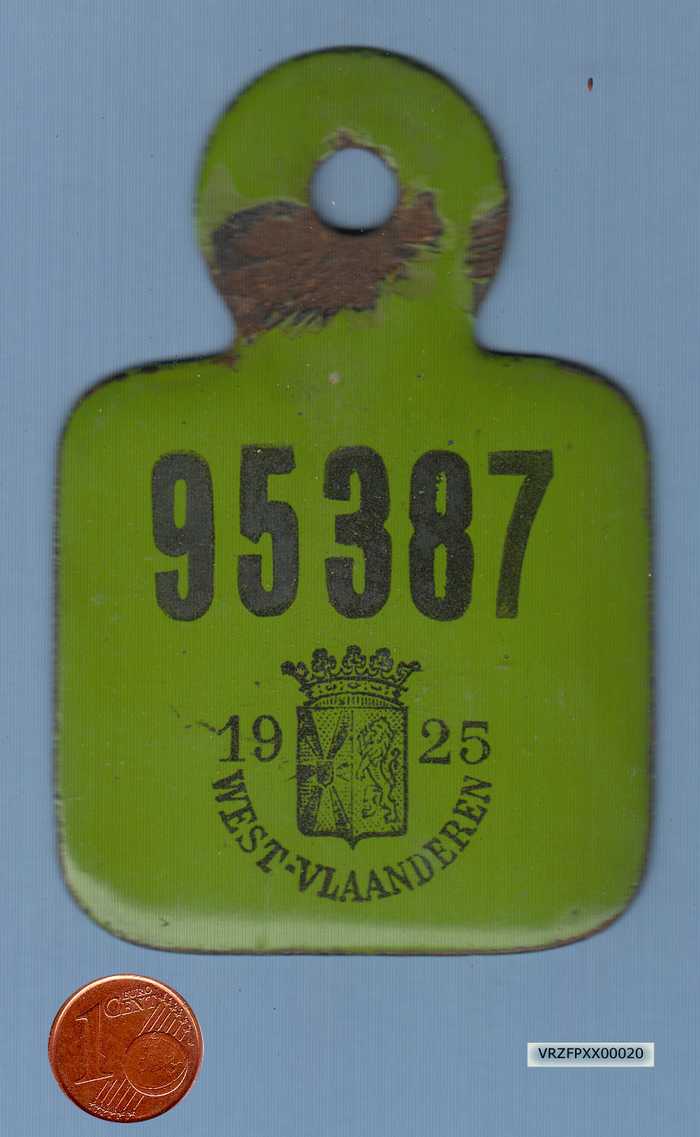 95387
19 25
WEST-VLAANDEREN
1 EURO
CENT
VRZFPXX00020